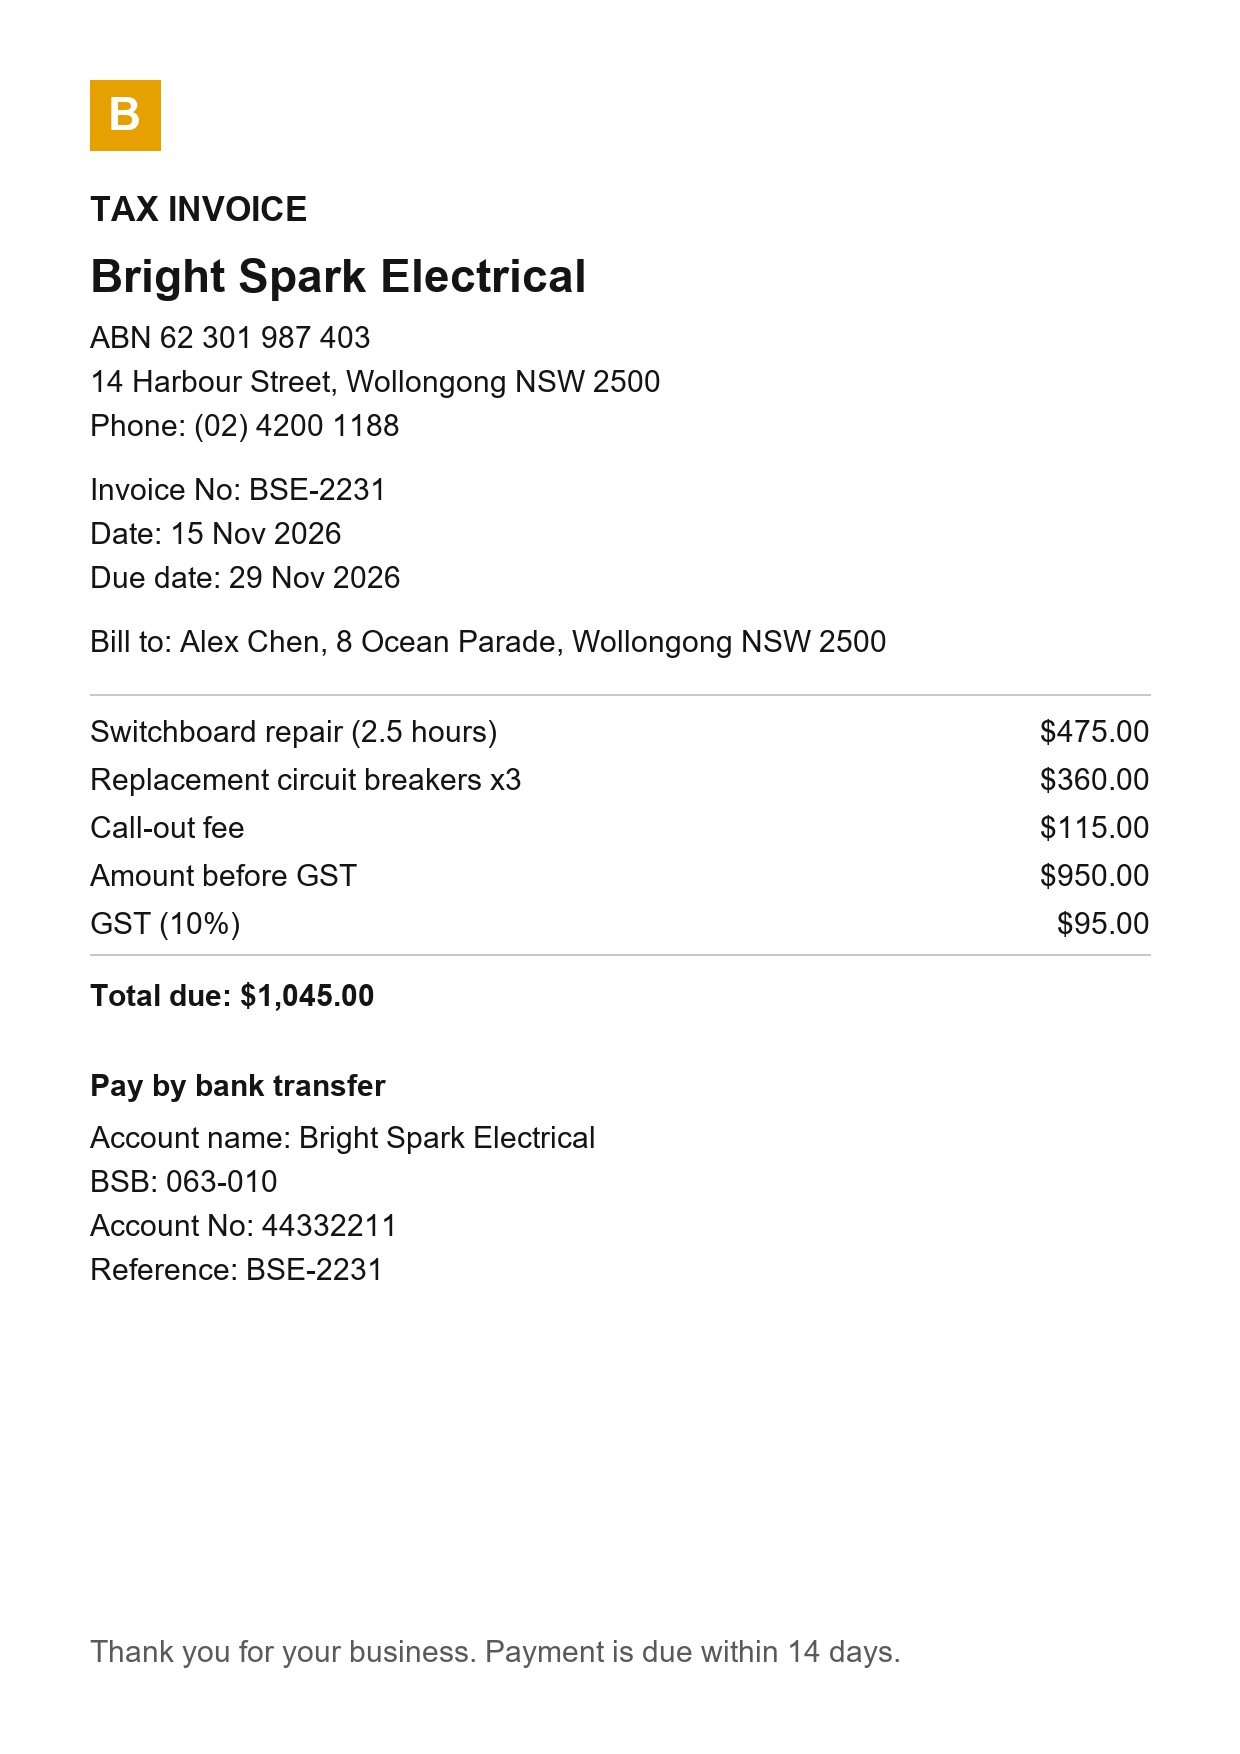 B
TAX INVOICE
Bright Spark Electrical
ABN 62 301 987 403
14 Harbour Street, Wollongong NSW 2500
Phone: (02) 4200 1188
Invoice No: BSE-2231
Date: 15 Nov 2026
Due date: 29 Nov 2026
Bill to: Alex Chen, 8 Ocean Parade, Wollongong NSW 2500
Switchboard repair (2.5 hours) $475.00
Replacement circuit breakers x3 $360.00
Call-out fee $115.00
Amount before GST $950.00
GST (10%) $95.00
Total due: $1,045.00
Pay by bank transfer
Account name: Bright Spark Electrical
BSB: 063-010
Account No: 44332211
Reference: BSE-2231
Thank you for your business. Payment is due within 14 days.